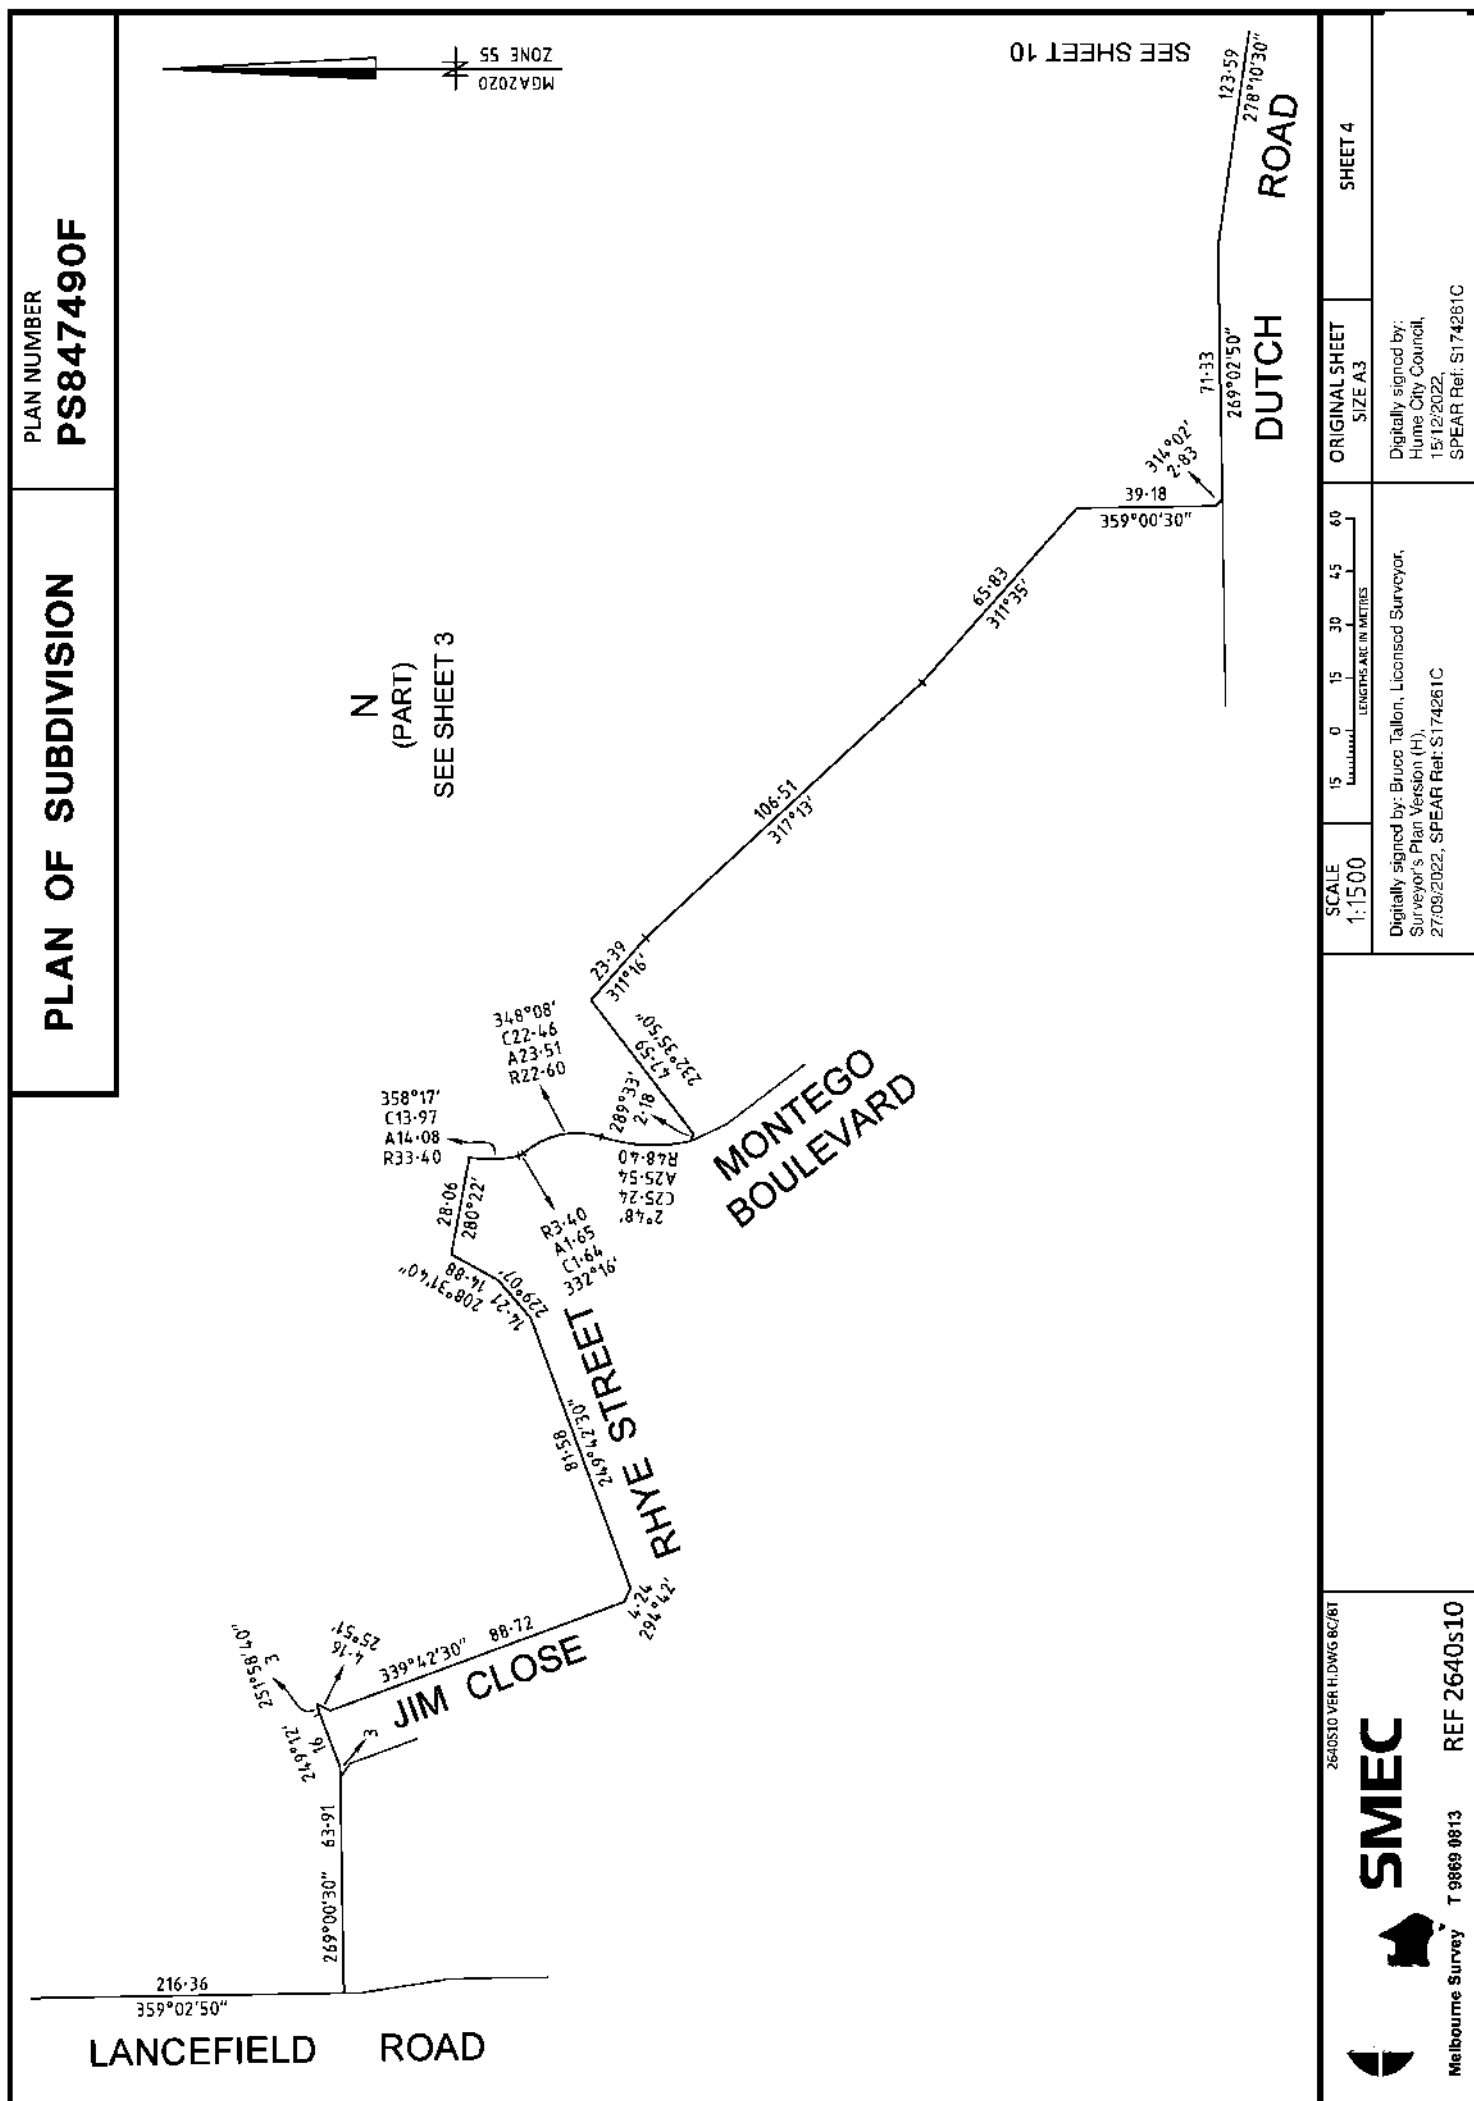 PLAN OF SUBDIVISION
PLAN NUMBER
PS847490F
MGA2020
ZONE 55
N
(PART)
SEE SHEET 3
SEE SHEET 10
LANCEFIELD ROAD
216·36
359°02'50"
269°00'30" 63·91
249°12'
16
3
251°58'40"
3
4·16
25°51'
339°42'30" 88·72
JIM CLOSE
4·24
294°42'
81·58
249°42'30"
RHYE STREET
14·21
229°07'
208°31'40"
14·88
28·06
280°22'
358°17'
C13·97
A14·08
R33·40
R3·40
A1·65
C1·64
332°16'
348°08'
C22·46
A23·51
R22·60
2°48'
C25·24
A25·54
R48·40
289°33'
2·18
47·59
232°35'50"
MONTEGO
BOULEVARD
23·39
311°16'
106·51
317°13'
65·83
311°35'
39·18
359°00'30"
314°02'
2·83
71·33
269°02'50"
DUTCH ROAD
123·59
278°10'30"
2640S10 VER H.DWG BC/BT
SMEC
Melbourne Survey T 9869 0813
REF 2640s10
SCALE
1:1500
15 0 15 30 45 60
LENGTHS ARE IN METRES
ORIGINAL SHEET
SIZE A3
SHEET 4
Digitally signed by: Bruce Tallon, Licensed Surveyor,
Surveyor's Plan Version (H),
27/09/2022, SPEAR Ref: S174261C
Digitally signed by:
Hume City Council,
15/12/2022,
SPEAR Ref: S174261C